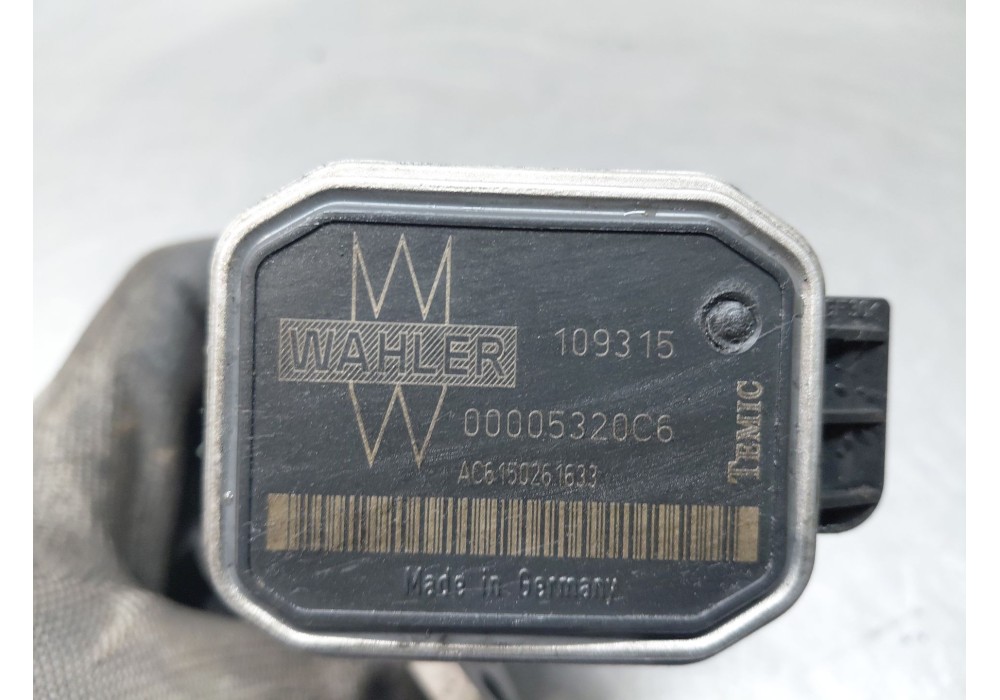 WAHLER
109315
00005320C6
AC6150261633
TEMIC
Made in Germany